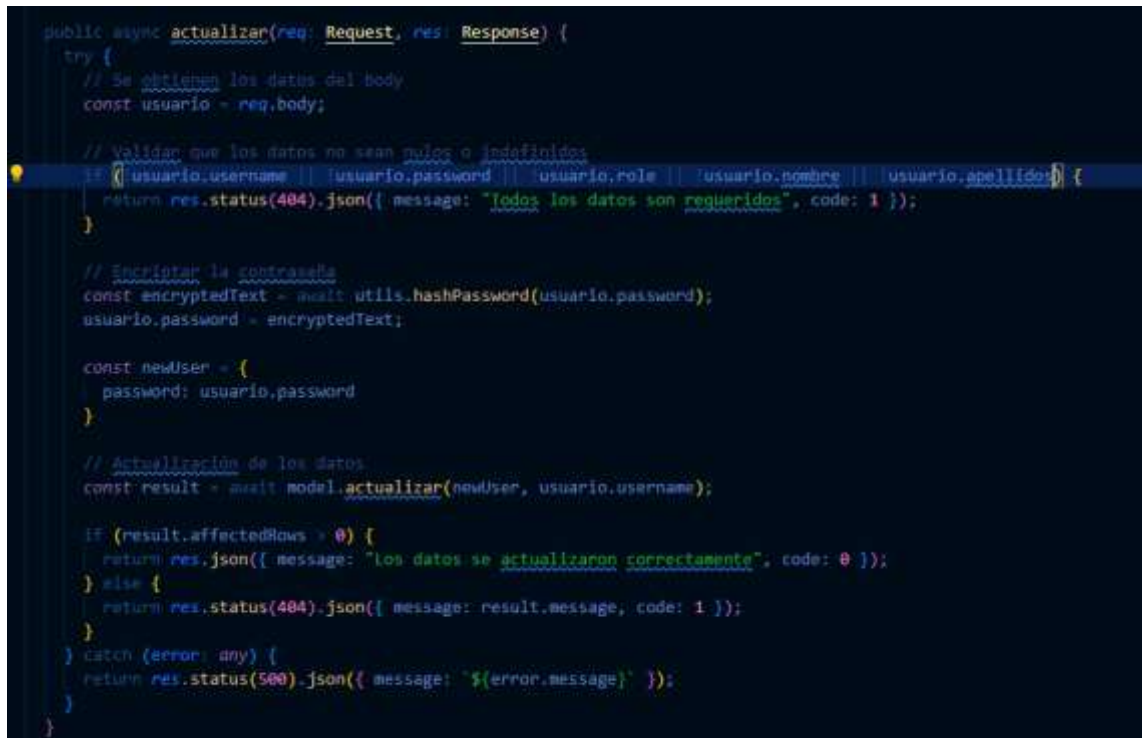 public async actualizar(req: Request, res: Response) {
try {
// Se obtienen los datos del body
const usuario = req.body;
// Validar que los datos no sean nulos o indefinidos
if (!usuario.username || !usuario.password || !usuario.role || !usuario.nombre || !usuario.apellidos) {
return res.status(404).json({ message: "Todos los datos son requeridos", code: 1 });
}
// Encriptar la contraseña
const encryptedText = await utils.hashPassword(usuario.password);
usuario.password = encryptedText;
const newUser = {
password: usuario.password
}
// Actualización de los datos
const result = await model.actualizar(newUser, usuario.username);
if (result.affectedRows > 0) {
return res.json({ message: "Los datos se actualizaron correctamente", code: 0 });
} else {
return res.status(404).json({ message: result.message, code: 1 });
}
} catch (error: any) {
return res.status(500).json({ message: `${error.message}` });
}
}